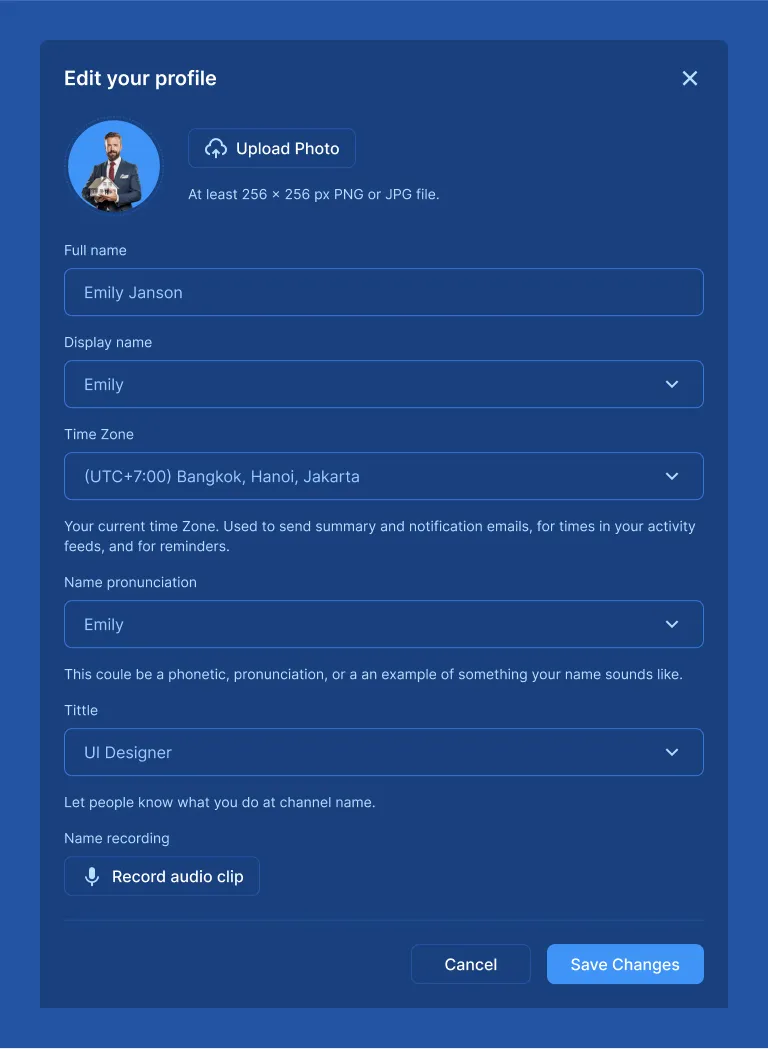 Edit your profile
Upload Photo
At least 256 × 256 px PNG or JPG file.
Full name
Emily Janson
Display name
Emily
Time Zone
(UTC+7:00) Bangkok, Hanoi, Jakarta
Your current time Zone. Used to send summary and notification emails, for times in your activity
feeds, and for reminders.
Name pronunciation
Emily
This coule be a phonetic, pronunciation, or a an example of something your name sounds like.
Tittle
UI Designer
Let people know what you do at channel name.
Name recording
Record audio clip
Cancel
Save Changes